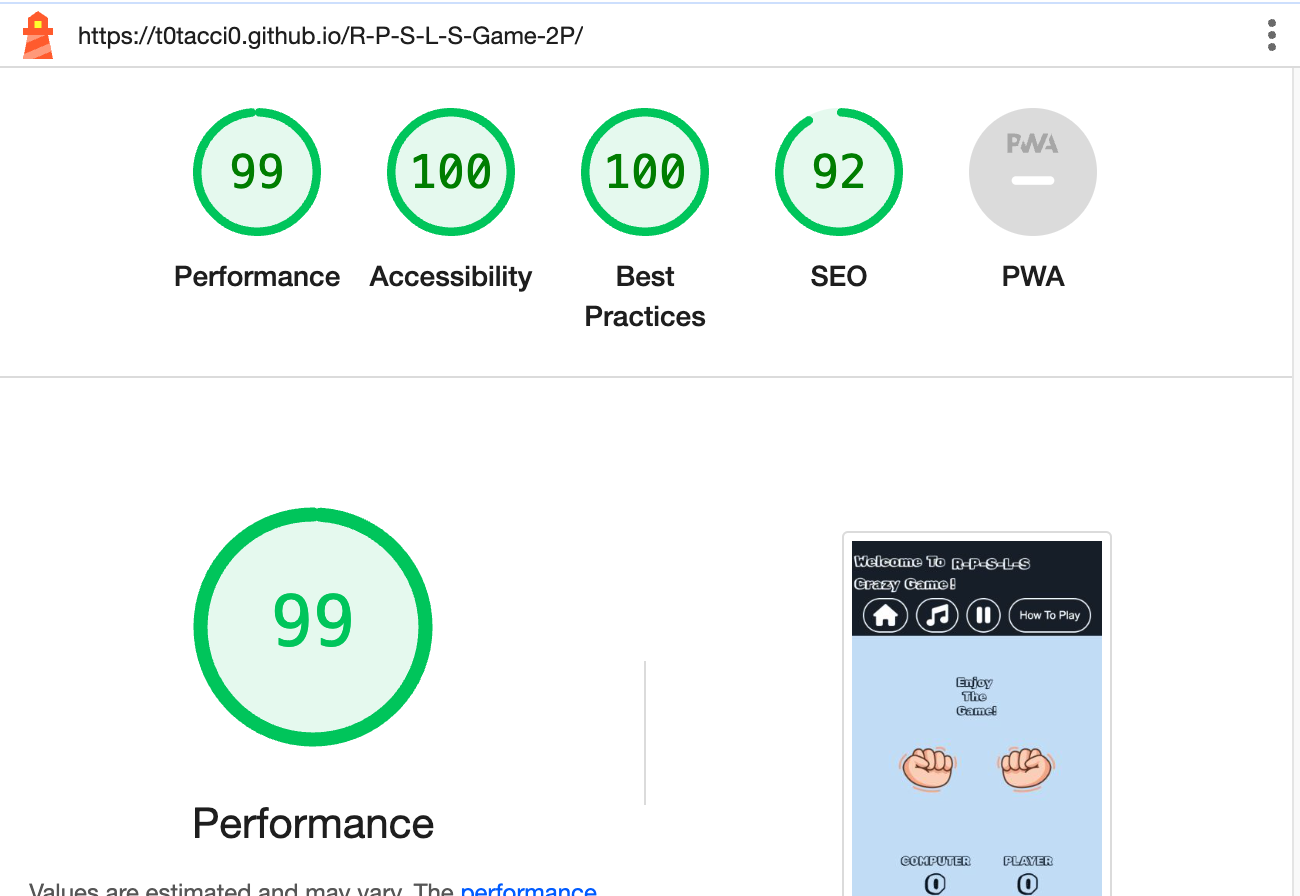 https://t0tacci0.github.io/R-P-S-L-S-Game-2P/
99
100
100
92
PWA
Performance
Accessibility
Best
Practices
SEO
PWA
99
Performance
Values are estimated and may vary. The performance
Welcome To R-P-S-L-S
Crazy Game!
How To Play
Enjoy
The
Game!
COMPUTER
PLAYER
0
0